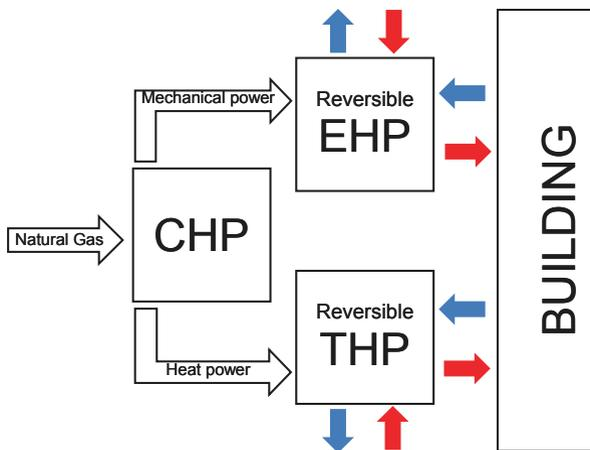 Mechanical power
Reversible
EHP
Natural Gas
CHP
BUILDING
Reversible
THP
Heat power